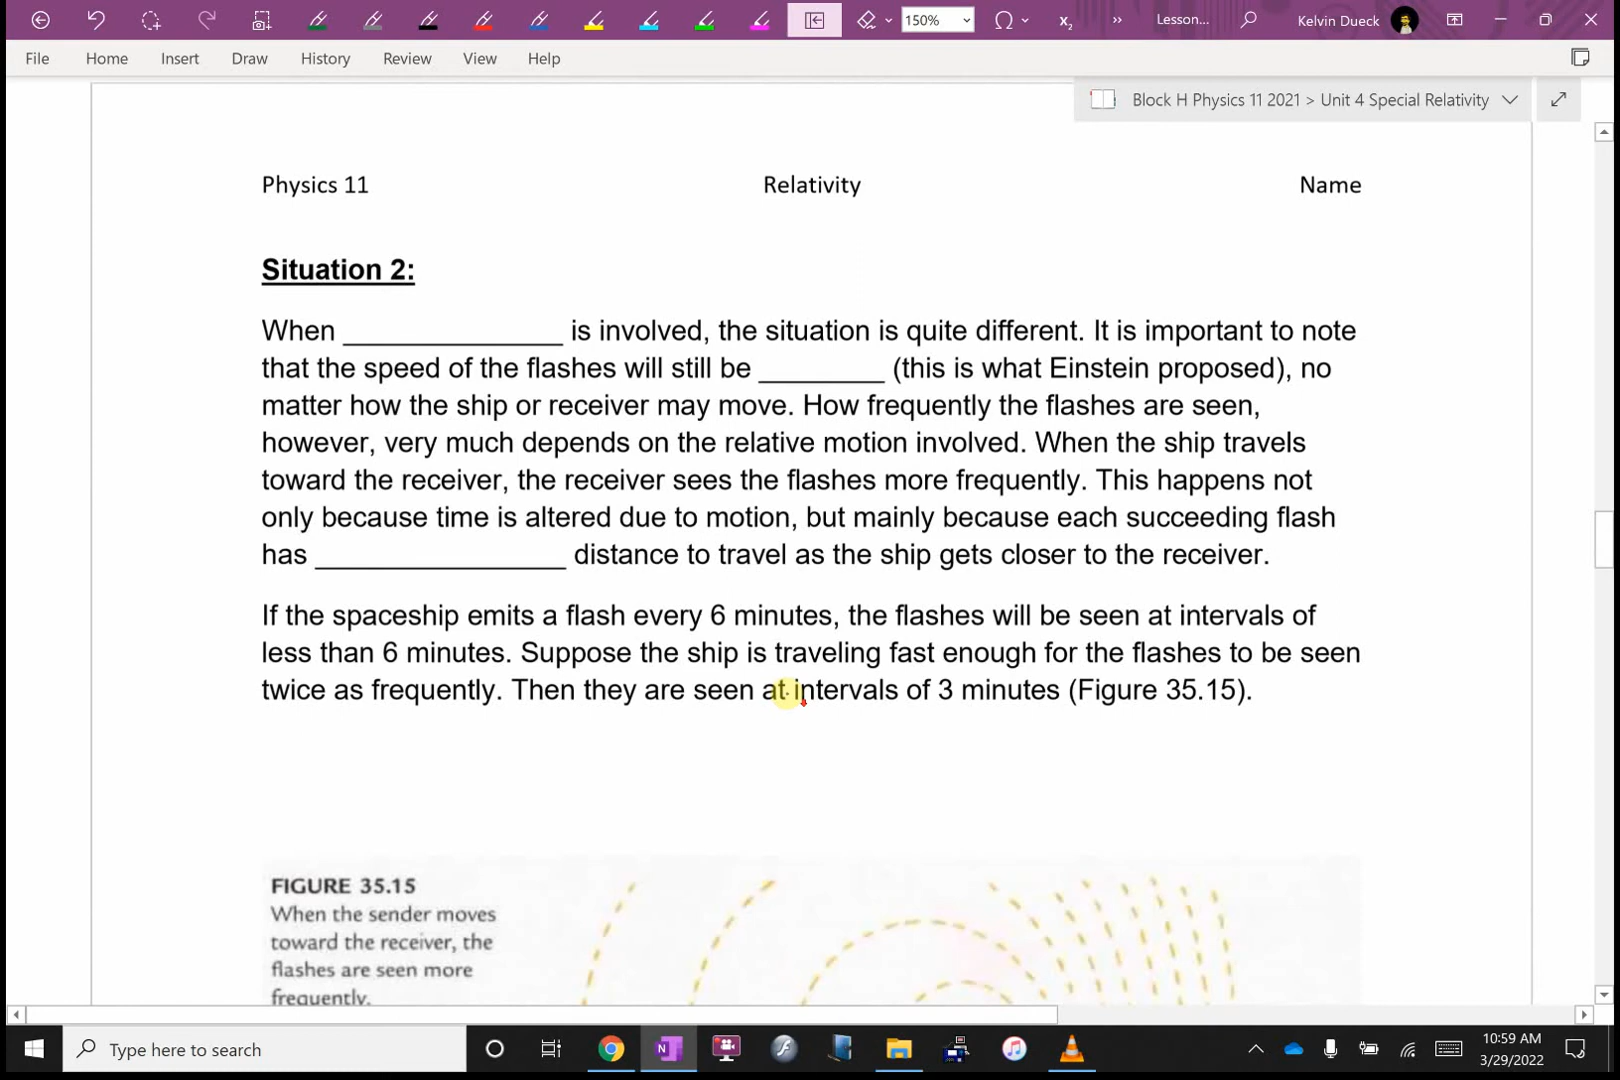 150%
Lesson...
Kelvin Dueck
File Home Insert Draw History Review View Help
Block H Physics 11 2021 > Unit 4 Special Relativity
Physics 11 Relativity Name
Situation 2:
When ________________ is involved, the situation is quite different. It is important to note
that the speed of the flashes will still be _________ (this is what Einstein proposed), no
matter how the ship or receiver may move. How frequently the flashes are seen,
however, very much depends on the relative motion involved. When the ship travels
toward the receiver, the receiver sees the flashes more frequently. This happens not
only because time is altered due to motion, but mainly because each succeeding flash
has __________________ distance to travel as the ship gets closer to the receiver.
If the spaceship emits a flash every 6 minutes, the flashes will be seen at intervals of
less than 6 minutes. Suppose the ship is traveling fast enough for the flashes to be seen
twice as frequently. Then they are seen at intervals of 3 minutes (Figure 35.15).
FIGURE 35.15
When the sender moves
toward the receiver, the
flashes are seen more
frequently.
Type here to search
10:59 AM
3/29/2022